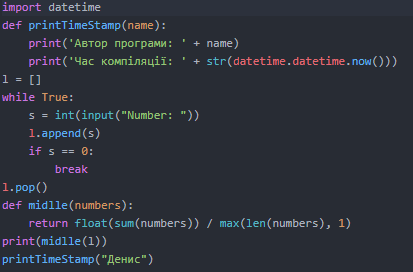 import datetime
def printTimeStamp(name):
    print('Автор програми: ' + name)
    print('Час компіляції: ' + str(datetime.datetime.now()))
l = []
while True:
    s = int(input("Number: "))
    l.append(s)
    if s == 0:
        break
l.pop()
def midlle(numbers):
    return float(sum(numbers)) / max(len(numbers), 1)
print(midlle(l))
printTimeStamp("Денис")